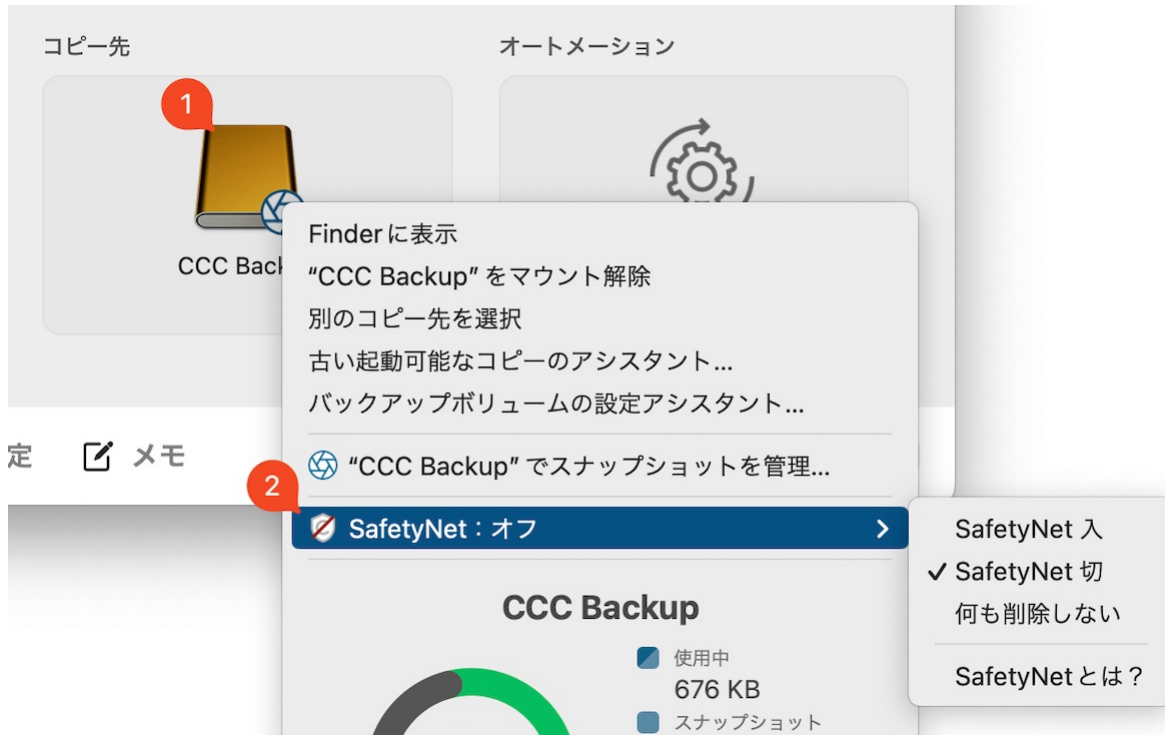 コピー先
オートメーション
1
CCC Back
Finderに表示
“CCC Backup” をマウント解除
別のコピー先を選択
古い起動可能なコピーのアシスタント...
バックアップボリュームの設定アシスタント...
定
メモ
“CCC Backup” でスナップショットを管理...
2
SafetyNet：オフ
SafetyNet 入
SafetyNet 切
何も削除しない
SafetyNetとは？
CCC Backup
使用中
676 KB
スナップショット